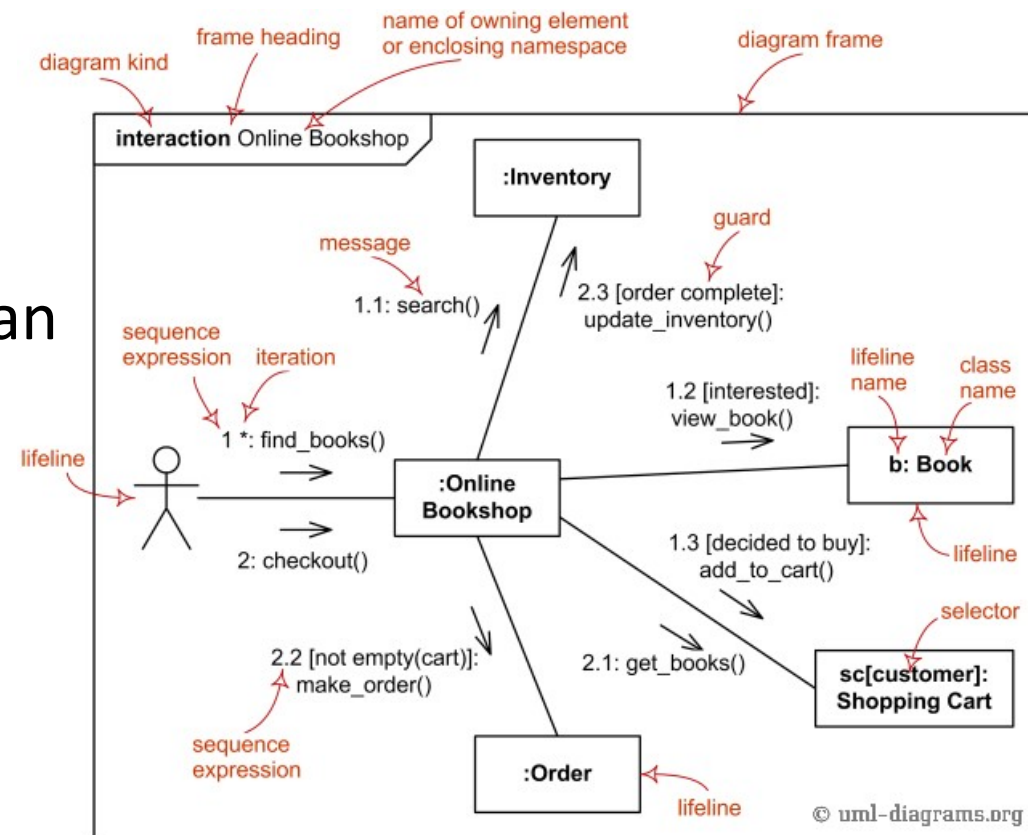 name of owning element
or enclosing namespace
frame heading
diagram frame
diagram kind
interaction Online Bookshop
:Inventory
guard
message
1.1: search()
2.3 [order complete]:
update_inventory()
an
sequence
expression
iteration
lifeline
name
class
name
1.2 [interested]:
view_book()
1 *: find_books()
lifeline
b: Book
:Online
Bookshop
2: checkout()
1.3 [decided to buy]:
add_to_cart()
lifeline
selector
2.2 [not empty(cart)]:
make_order()
2.1: get_books()
sc[customer]:
Shopping Cart
sequence
expression
:Order
lifeline
© uml-diagrams.org